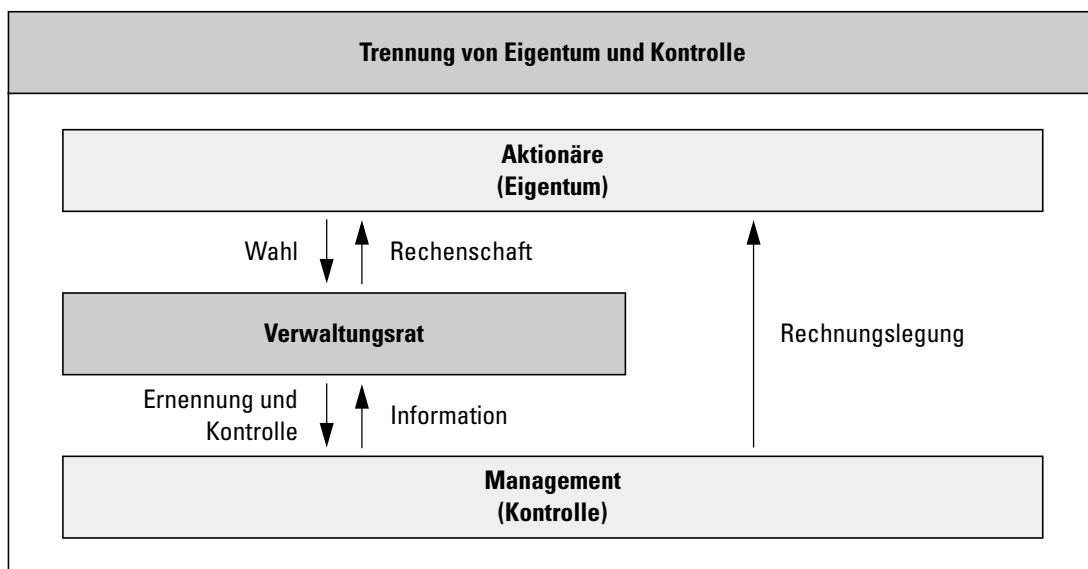 Trennung von Eigentum und Kontrolle
Aktionäre
(Eigentum)
Wahl
Rechenschaft
Verwaltungsrat
Rechnungslegung
Ernennung und
Kontrolle
Information
Management
(Kontrolle)